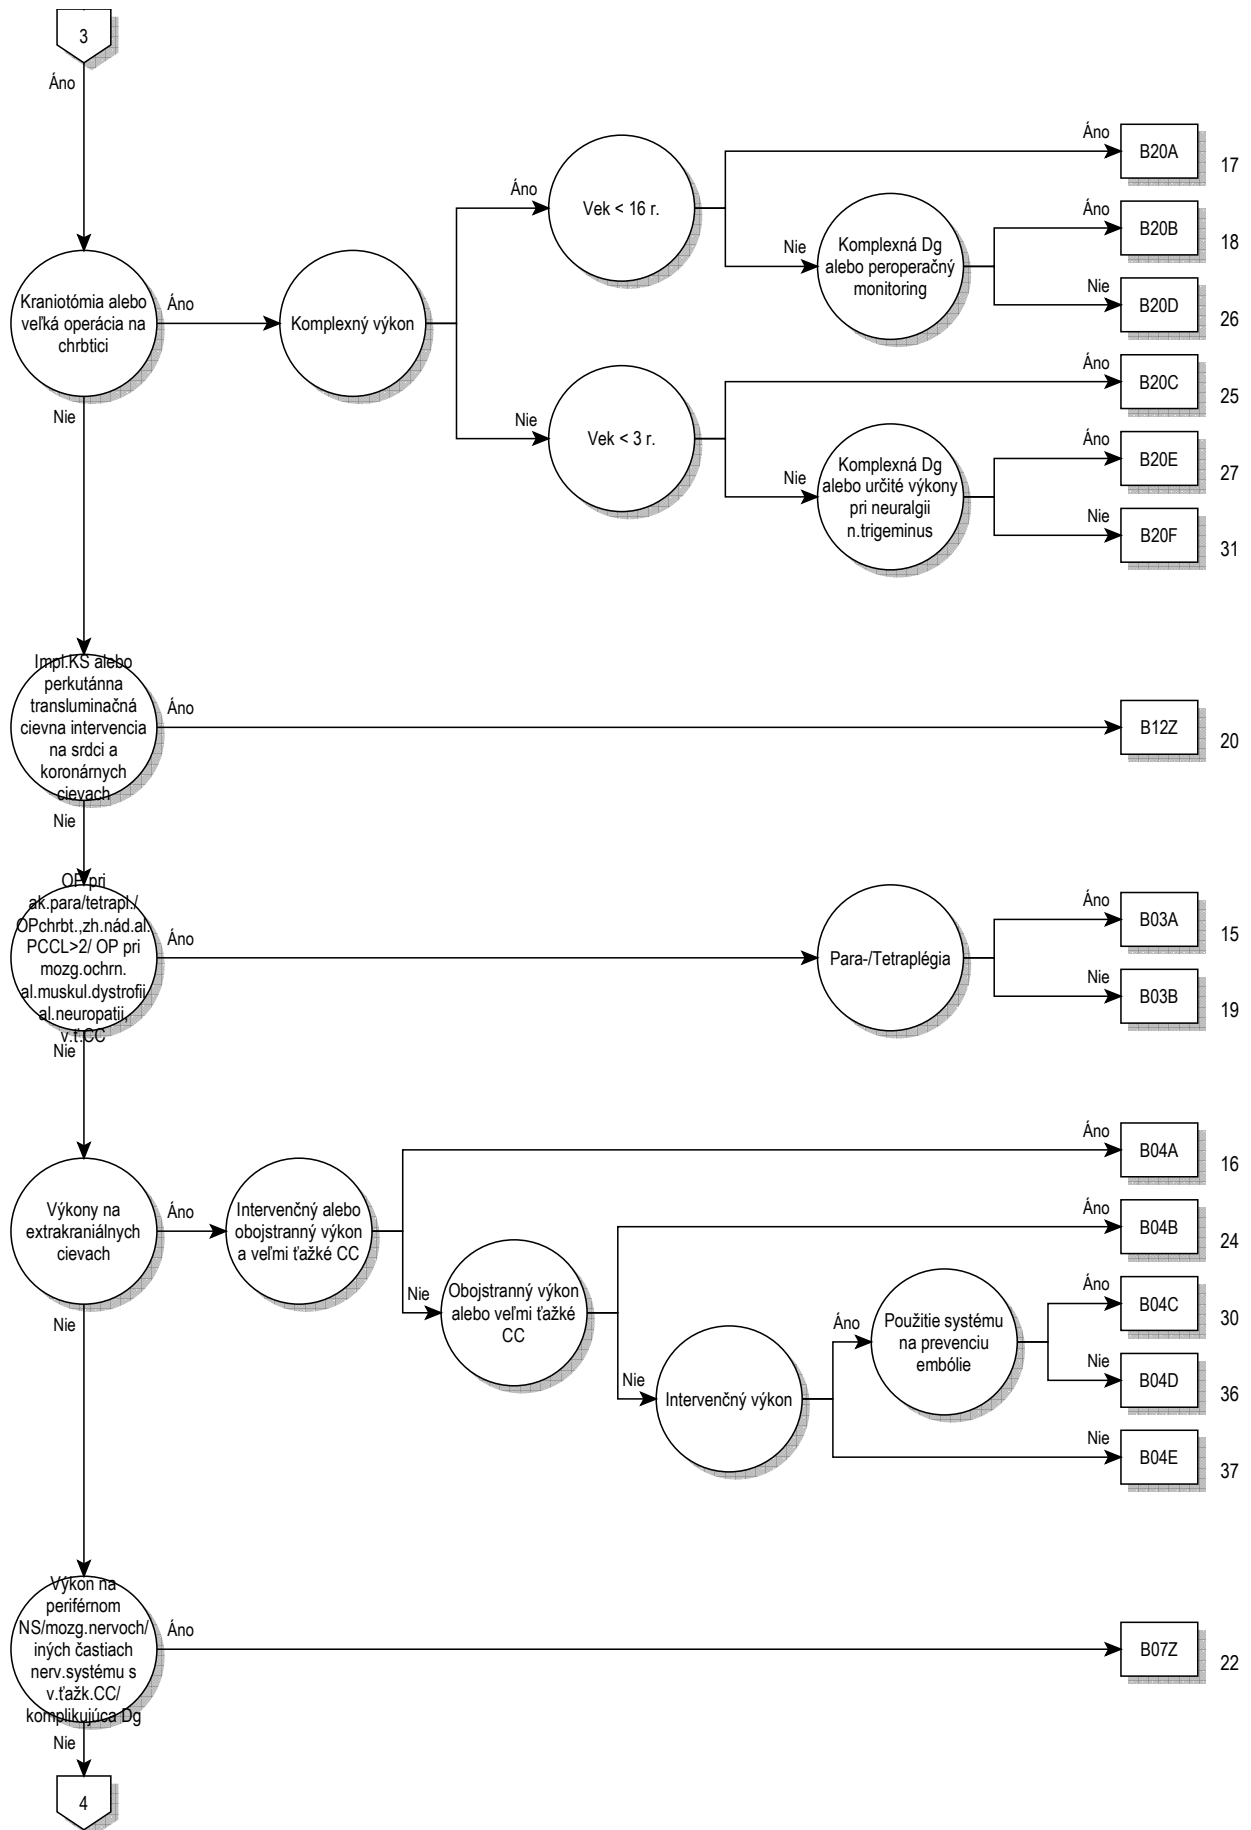 3
Áno
Kraniotómia alebo
veľká operácia na
chrbtici
Áno
Nie
Komplexný výkon
Áno
Nie
Vek < 16 r.
Áno
B20A
17
Nie
Komplexná Dg
alebo peroperačný
monitoring
Áno
B20B
18
Nie
B20D
26
Vek < 3 r.
Áno
B20C
25
Nie
Komplexná Dg
alebo určité výkony
pri neuralgii
n.trigeminus
Áno
B20E
27
Nie
B20F
31
Impl.KS alebo
perkutánna
transluminačná
cievna intervencia
na srdci a
koronárnych
cievach
Áno
B12Z
20
Nie
OP pri
ak.para/tetrapl./
OPchrbt.,zh.nád.al.
PCCL>2/ OP pri
mozg.ochrn.
al.muskul.dystrofii
al.neuropatii,
v.ť.CC
Áno
Para-/Tetraplégia
Áno
B03A
15
Nie
B03B
19
Nie
Výkony na
extrakraniálnych
cievach
Áno
Intervenčný alebo
obojstranný výkon
a veľmi ťažké CC
Áno
B04A
16
Nie
Obojstranný výkon
alebo veľmi ťažké
CC
Áno
B04B
24
Nie
Intervenčný výkon
Áno
Použitie systému
na prevenciu
embólie
Áno
B04C
30
Nie
B04D
36
Nie
B04E
37
Nie
Výkon na
periférnom
NS/mozg.nervoch/
iných častiach
nerv.systému s
v.ťažk.CC/
komplikujúca Dg
Áno
B07Z
22
Nie
4